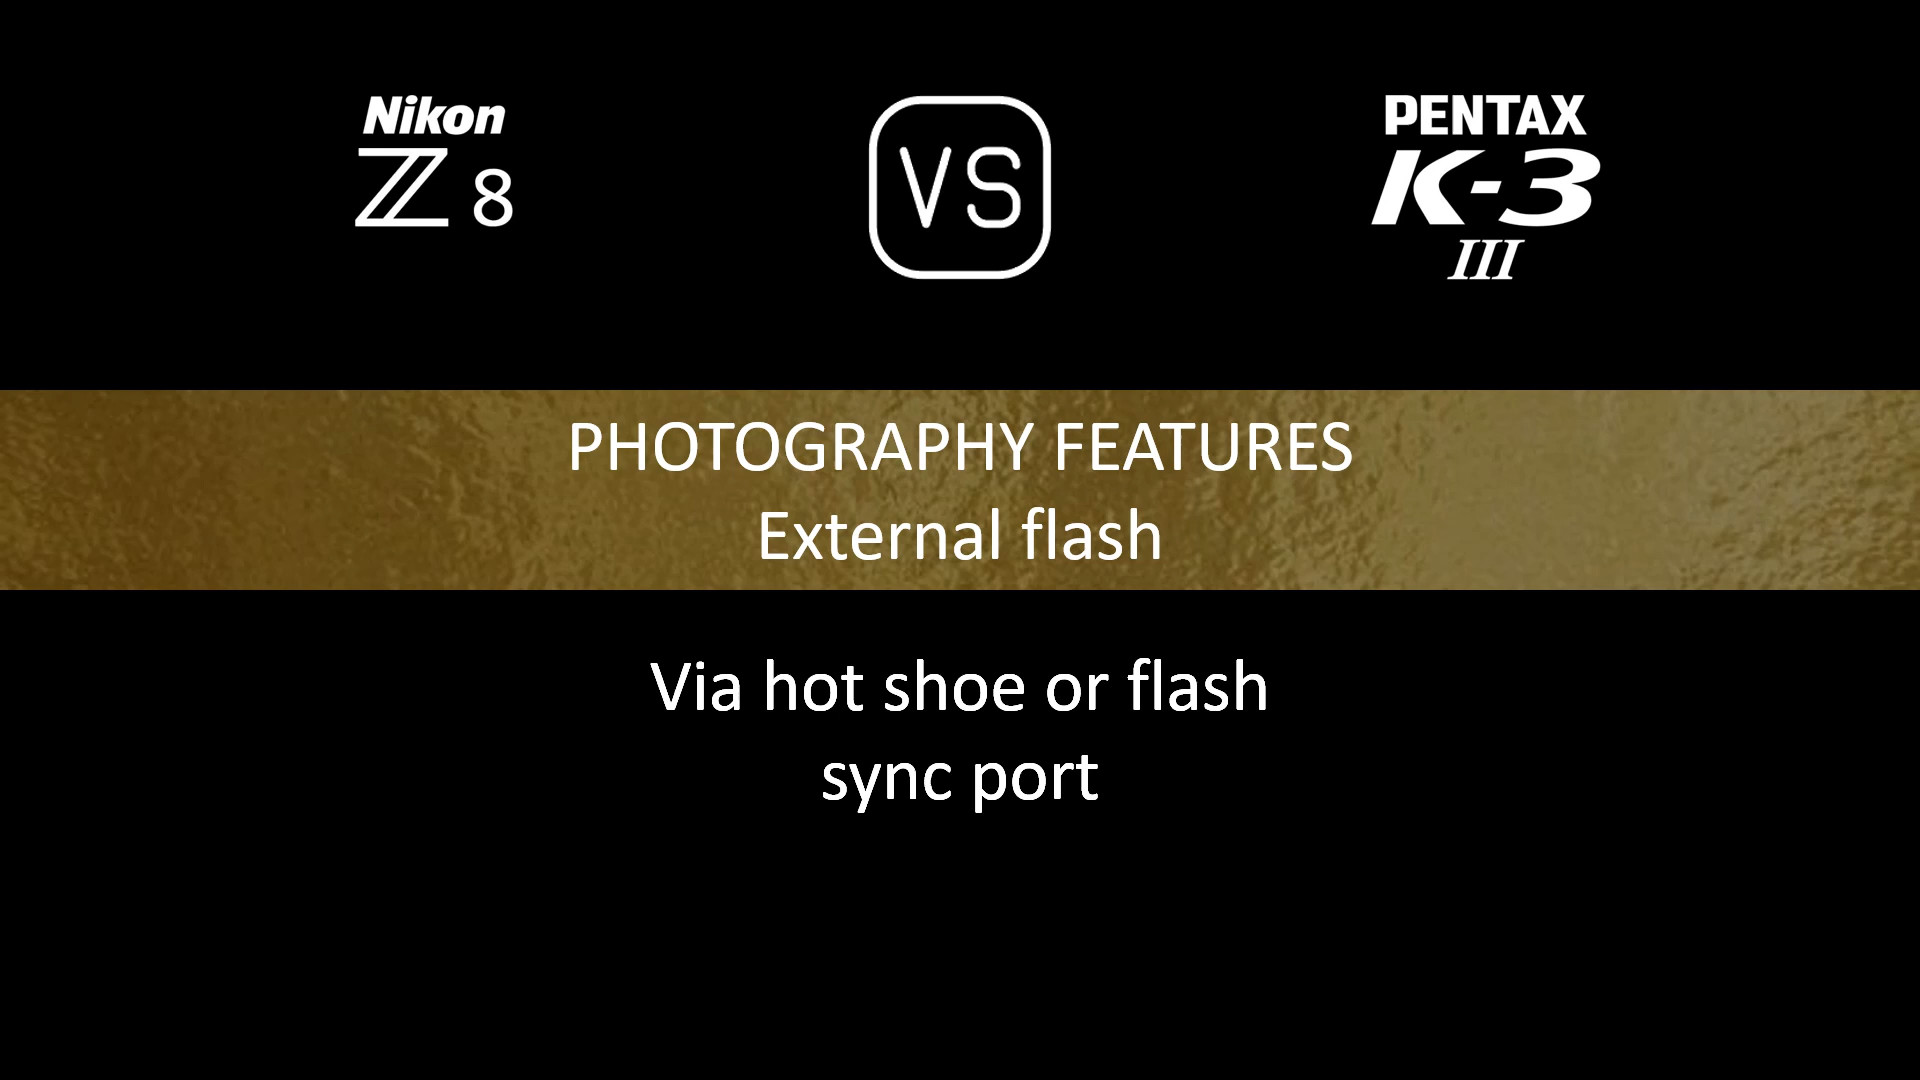 Nikon
Z 8
VS
PENTAX
K-3
III
PHOTOGRAPHY FEATURES
External flash
Via hot shoe or flash
sync port